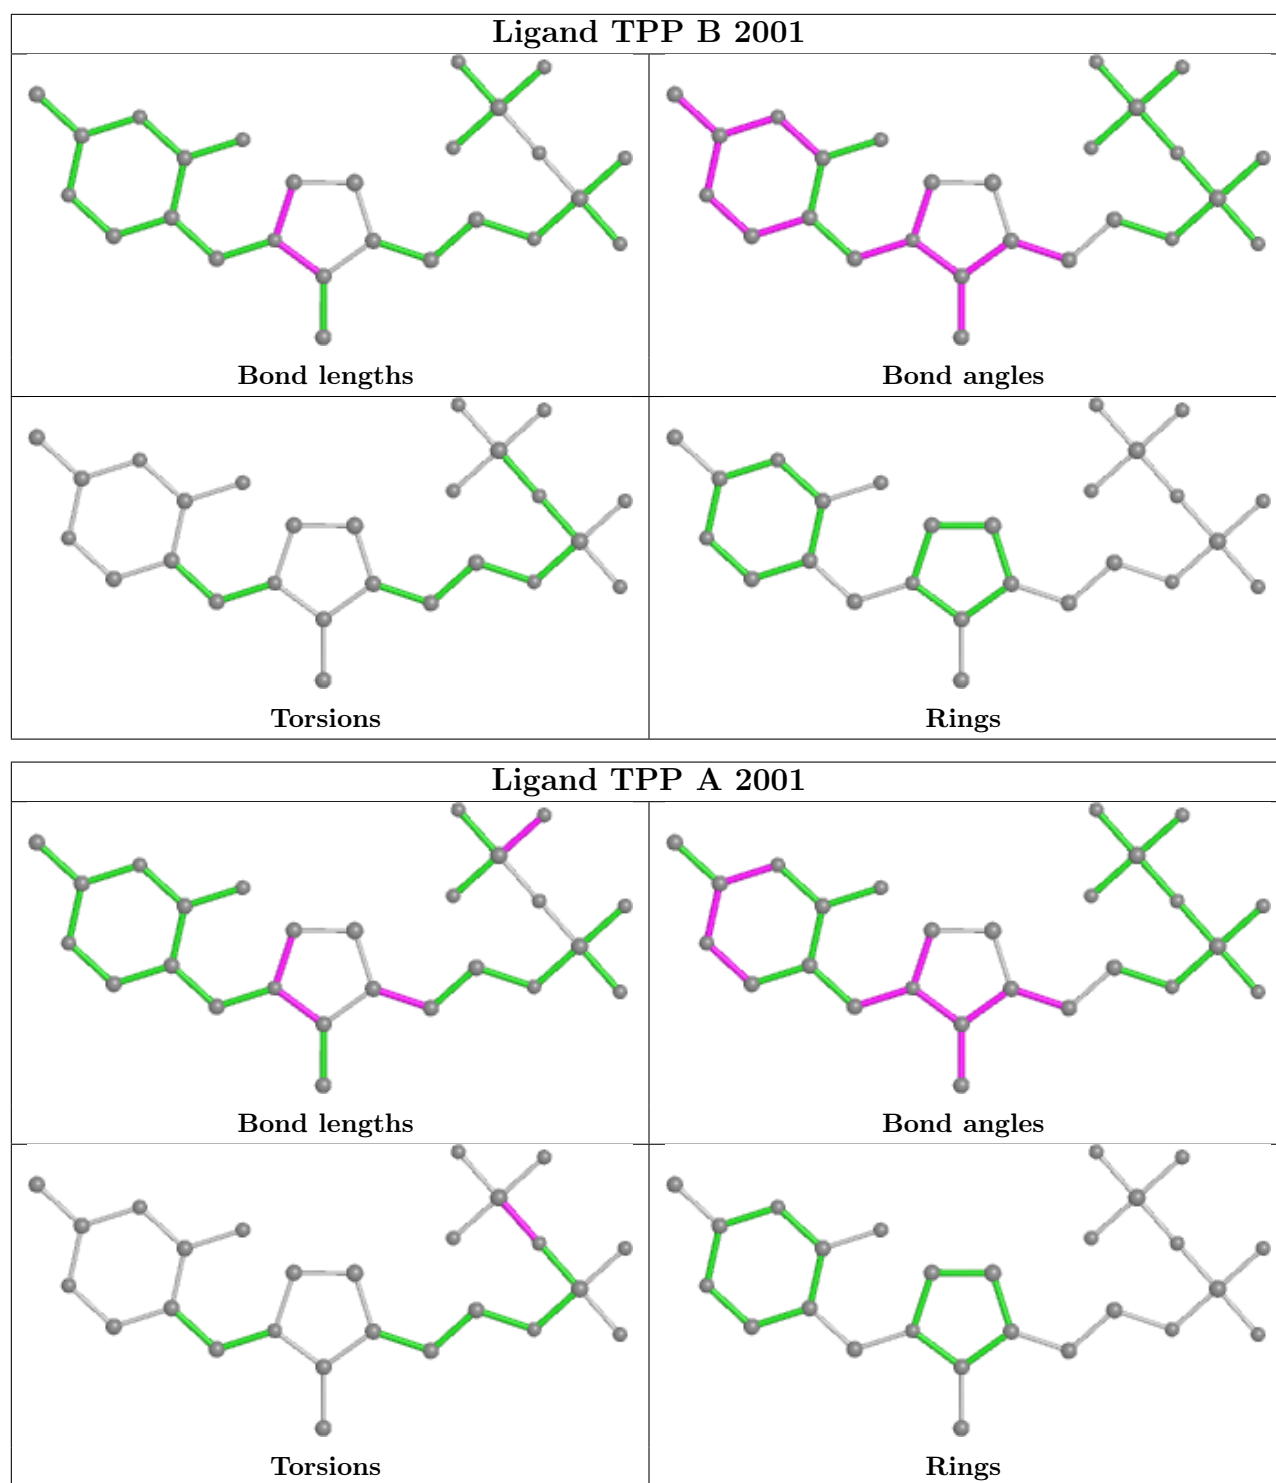 Ligand TPP B 2001
Bond lengths
Bond angles
Torsions
Rings
Ligand TPP A 2001
Bond lengths
Bond angles
Torsions
Rings